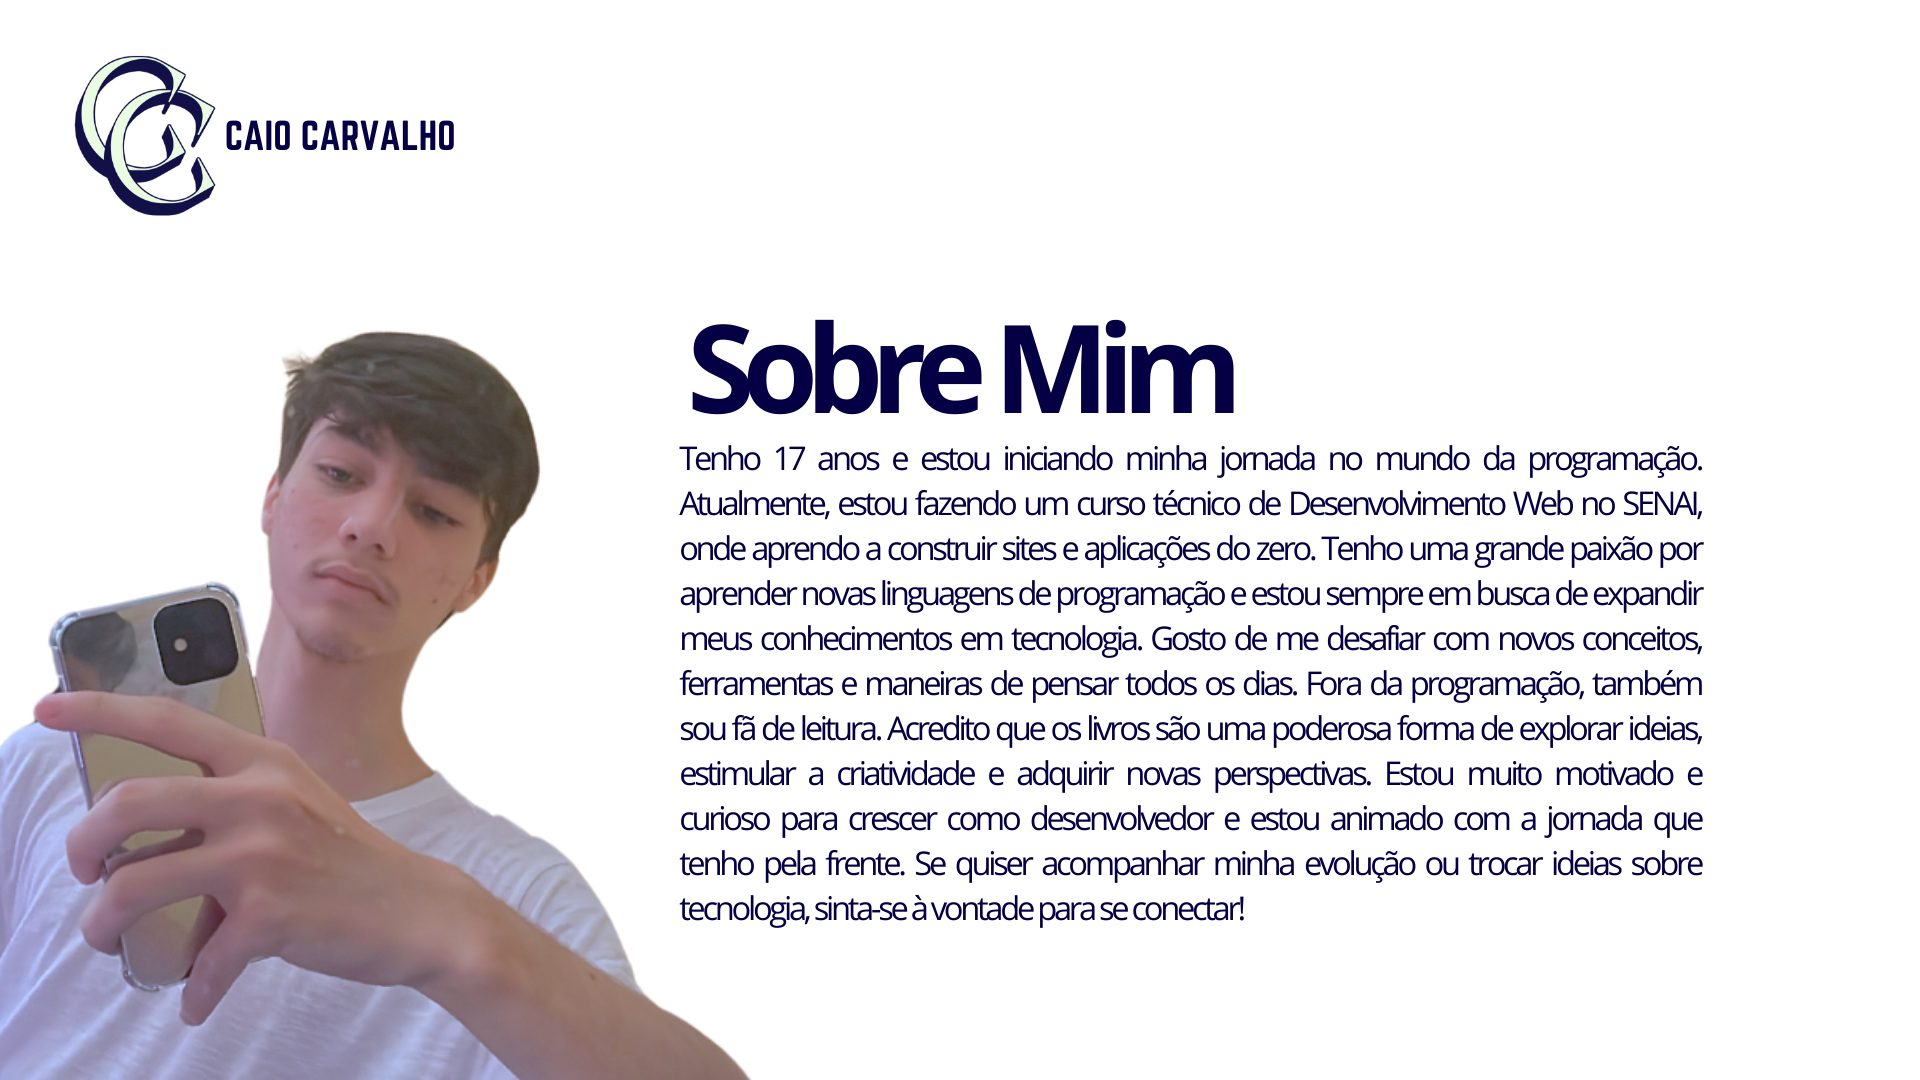 CC
CAIO CARVALHO
Sobre Mim
Tenho 17 anos e estou iniciando minha jornada no mundo da programação.
Atualmente, estou fazendo um curso técnico de Desenvolvimento Web no SENAI,
onde aprendo a construir sites e aplicações do zero. Tenho uma grande paixão por
aprender novas linguagens de programação e estou sempre em busca de expandir
meus conhecimentos em tecnologia. Gosto de me desafiar com novos conceitos,
ferramentas e maneiras de pensar todos os dias. Fora da programação, também
sou fã de leitura. Acredito que os livros são uma poderosa forma de explorar ideias,
estimular a criatividade e adquirir novas perspectivas. Estou muito motivado e
curioso para crescer como desenvolvedor e estou animado com a jornada que
tenho pela frente. Se quiser acompanhar minha evolução ou trocar ideias sobre
tecnologia, sinta-se à vontade para se conectar!